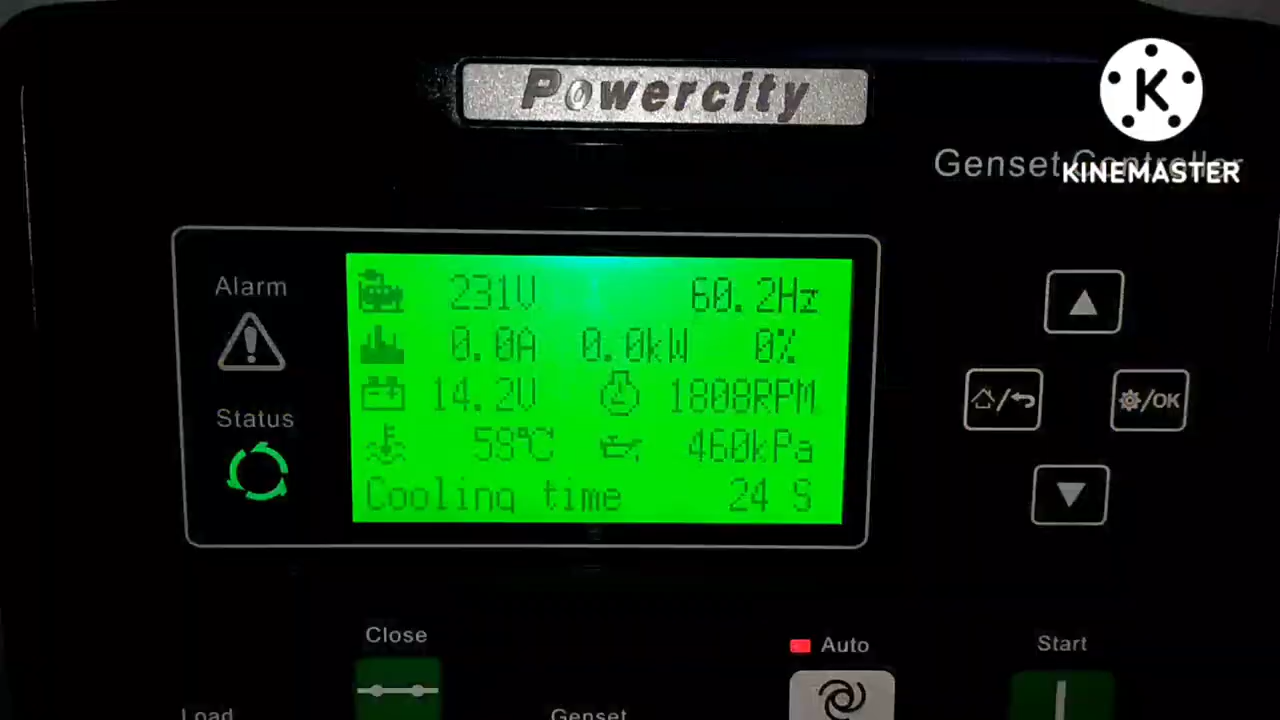 Powercity
K
Genset Controller
KINEMASTER
Alarm
231V 60.2Hz
0.0A 0.0kW 0%
14.2V 1808RPM
Status
58℃ 460kPa
/OK
Cooling time 24 S
Close
Auto
Start
Load
Genset